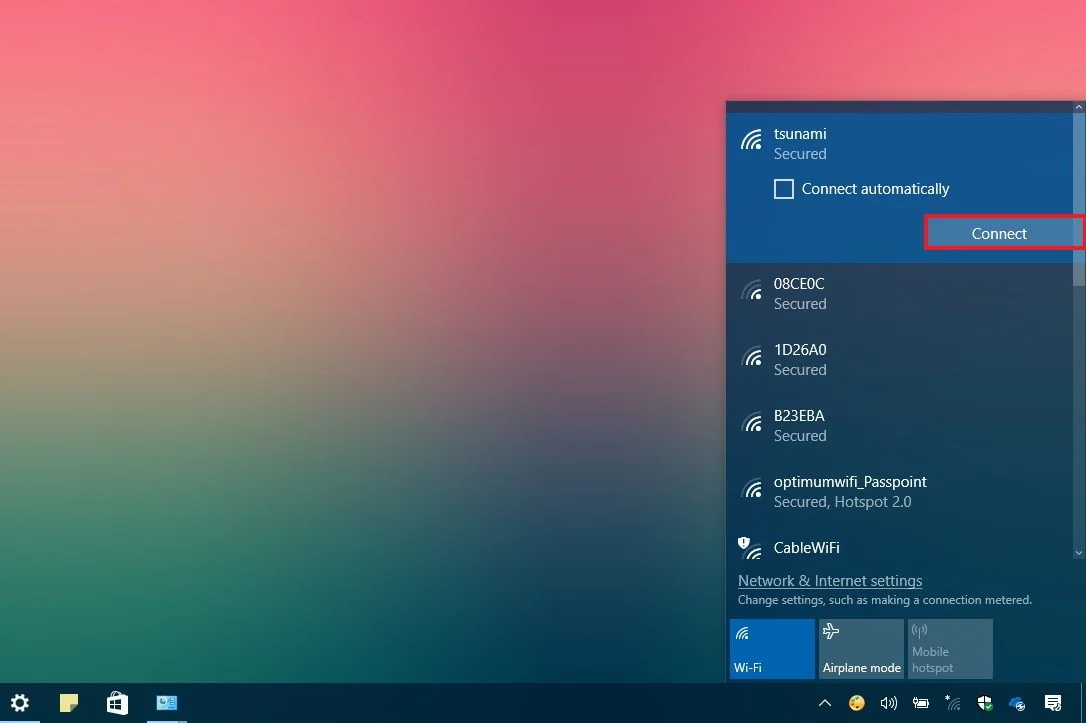 tsunami
Secured
Connect automatically
Connect
08CE0C
Secured
1D26A0
Secured
B23EBA
Secured
optimumwifi_Passpoint
Secured, Hotspot 2.0
CableWiFi
Network & Internet settings
Change settings, such as making a connection metered.
Wi-Fi
Airplane mode
Mobile
hotspot